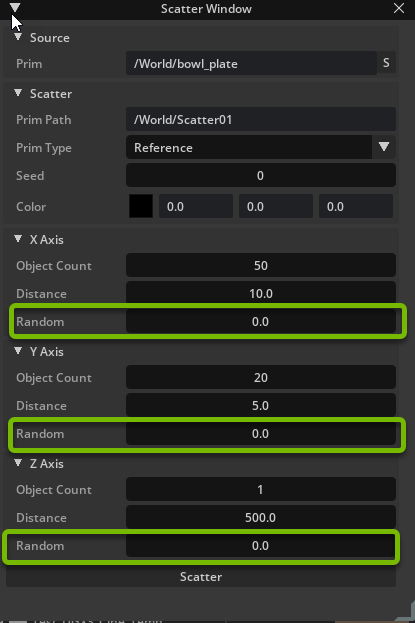 Scatter Window
Source
Prim /World/bowl_plate S
Scatter
Prim Path /World/Scatter01
Prim Type Reference
Seed 0
Color 0.0 0.0 0.0
X Axis
Object Count 50
Distance 10.0
Random 0.0
Y Axis
Object Count 20
Distance 5.0
Random 0.0
Z Axis
Object Count 1
Distance 500.0
Random 0.0
Scatter